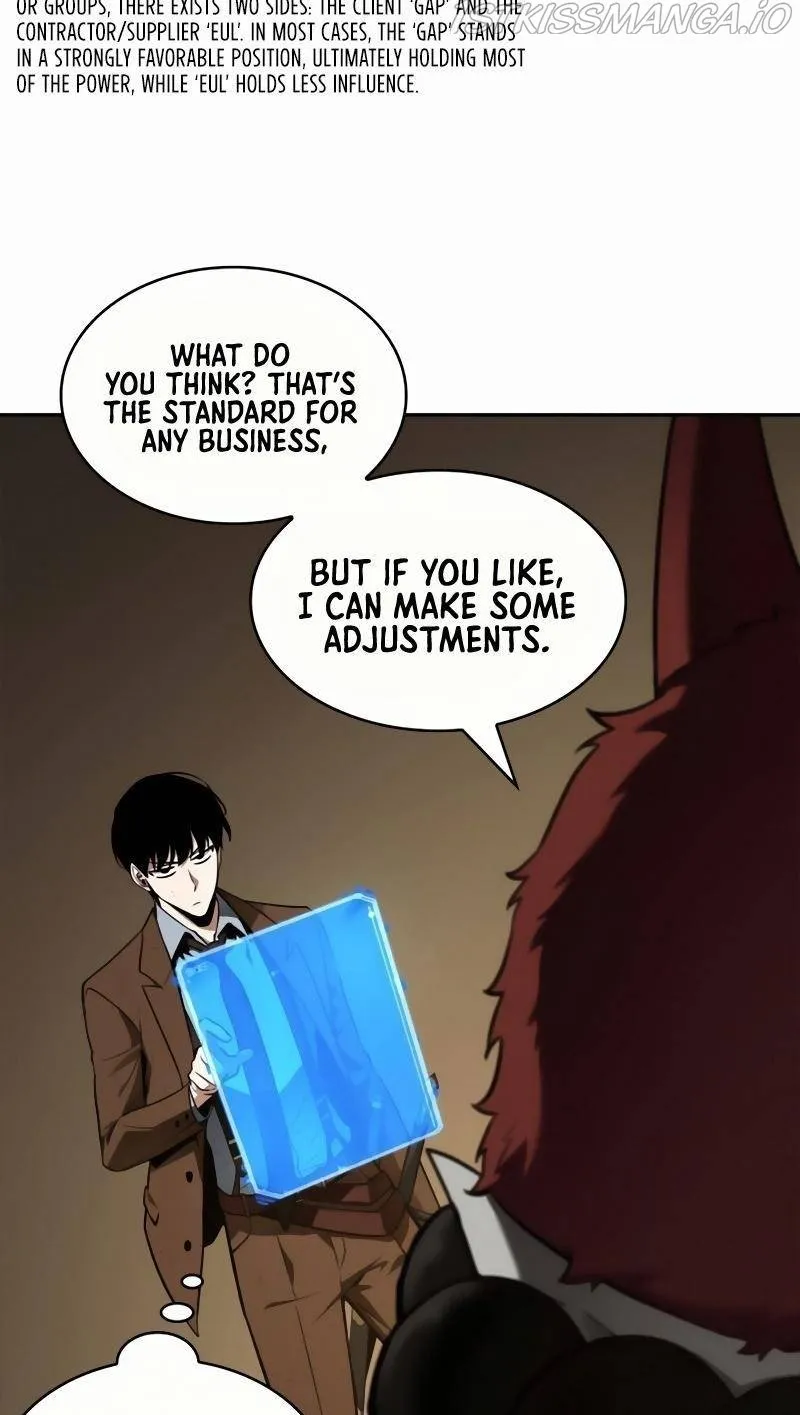 OR GROUPS, THERE EXISTS TWO SIDES: THE CLIENT 'GAP' AND THE
CONTRACTOR/SUPPLIER 'EUL'. IN MOST CASES, THE 'GAP' STANDS
IN A STRONGLY FAVORABLE POSITION, ULTIMATELY HOLDING MOST
OF THE POWER, WHILE 'EUL' HOLDS LESS INFLUENCE.
ISTKISSMANGA.IO
WHAT DO
YOU THINK? THAT'S
THE STANDARD FOR
ANY BUSINESS,
BUT IF YOU LIKE,
I CAN MAKE SOME
ADJUSTMENTS.